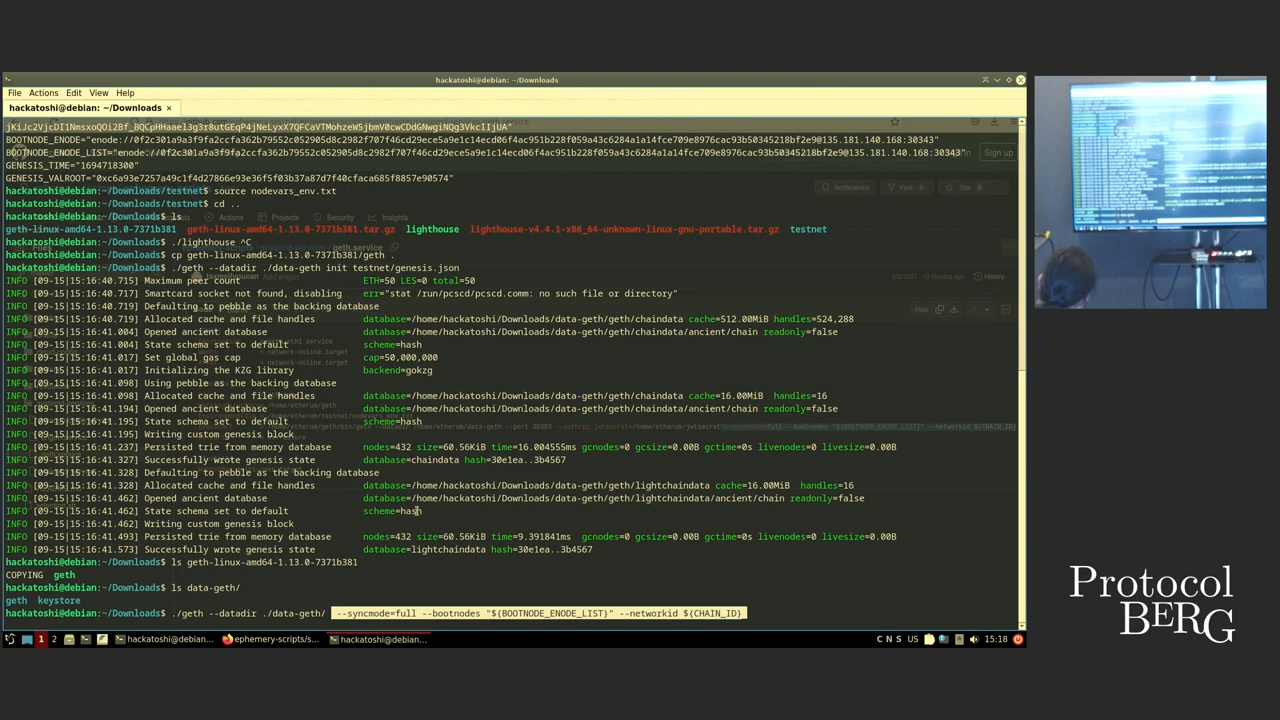 hackatoshi@debian: ~/Downloads
File Actions Edit View Help
hackatoshi@debian: ~/Downloads ×
GENESIS_TIME="1694718300"
GENESIS_VALROOT="0xc6a93e7257a49c1f4d27866e93e36f5f03b37a87d7f40cfaca685f8857e90574"
hackatoshi@debian:~/Downloads/testnet$ source nodevars_env.txt
hackatoshi@debian:~/Downloads/testnet$ cd ..
hackatoshi@debian:~/Downloads$ ls
geth-linux-amd64-1.13.0-7371b381 geth-linux-amd64-1.13.0-7371b381.tar.gz lighthouse lighthouse-v4.4.1-x86_64-unknown-linux-gnu-portable.tar.gz testnet
hackatoshi@debian:~/Downloads$ ./lighthouse ^C
hackatoshi@debian:~/Downloads$ cp geth-linux-amd64-1.13.0-7371b381/geth .
hackatoshi@debian:~/Downloads$ ./geth --datadir ./data-geth init testnet/genesis.json
INFO [09-15|15:16:40.715] Maximum peer count ETH=50 LES=0 total=50
INFO [09-15|15:16:40.719] Smartcard socket not found, disabling err="stat /run/pcscd/pcscd.comm: no such file or directory"
INFO [09-15|15:16:40.719] Defaulting to pebble as the backing database
INFO [09-15|15:16:40.719] Allocated cache and file handles database=/home/hackatoshi/Downloads/data-geth/geth/chaindata cache=512.00MiB handles=524,288
INFO [09-15|15:16:41.004] Opened ancient database database=/home/hackatoshi/Downloads/data-geth/geth/chaindata/ancient/chain readonly=false
INFO [09-15|15:16:41.004] State schema set to default scheme=hash
INFO [09-15|15:16:41.017] Set global gas cap cap=50,000,000
INFO [09-15|15:16:41.017] Initializing the KZG library backend=gokzg
INFO [09-15|15:16:41.098] Using pebble as the backing database
INFO [09-15|15:16:41.098] Allocated cache and file handles database=/home/hackatoshi/Downloads/data-geth/geth/chaindata cache=16.00MiB handles=16
INFO [09-15|15:16:41.194] Opened ancient database database=/home/hackatoshi/Downloads/data-geth/geth/chaindata/ancient/chain readonly=false
INFO [09-15|15:16:41.195] State schema set to default scheme=hash
INFO [09-15|15:16:41.195] Writing custom genesis block
INFO [09-15|15:16:41.237] Persisted trie from memory database nodes=432 size=60.56KiB time=16.004555ms gcnodes=0 gcsize=0.00B gctime=0s livenodes=0 livesize=0.00B
INFO [09-15|15:16:41.327] Successfully wrote genesis state database=chaindata hash=30e1ea..3b4567
INFO [09-15|15:16:41.328] Defaulting to pebble as the backing database
INFO [09-15|15:16:41.328] Allocated cache and file handles database=/home/hackatoshi/Downloads/data-geth/geth/lightchaindata cache=16.00MiB handles=16
INFO [09-15|15:16:41.462] Opened ancient database database=/home/hackatoshi/Downloads/data-geth/geth/lightchaindata/ancient/chain readonly=false
INFO [09-15|15:16:41.462] State schema set to default scheme=hash
INFO [09-15|15:16:41.462] Writing custom genesis block
INFO [09-15|15:16:41.493] Persisted trie from memory database nodes=432 size=60.56KiB time=9.391841ms gcnodes=0 gcsize=0.00B gctime=0s livenodes=0 livesize=0.00B
INFO [09-15|15:16:41.573] Successfully wrote genesis state database=lightchaindata hash=30e1ea..3b4567
hackatoshi@debian:~/Downloads$ ls geth-linux-amd64-1.13.0-7371b381
COPYING geth
hackatoshi@debian:~/Downloads$ ls data-geth/
geth keystore
hackatoshi@debian:~/Downloads$ ./geth --datadir ./data-geth/ --syncmode=full --bootnodes "${BOOTNODE_ENODE_LIST}" --networkid ${CHAIN_ID}
1 2 hackatoshi@debian... ephemery-scripts/s... hackatoshi@debian... C N S US 15:18
Protocol
BERG